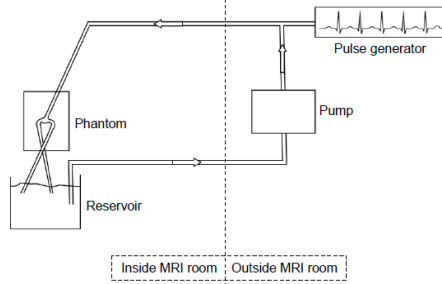 Pulse generator
Phantom
Pump
Reservoir
Inside MRI room
Outside MRI room